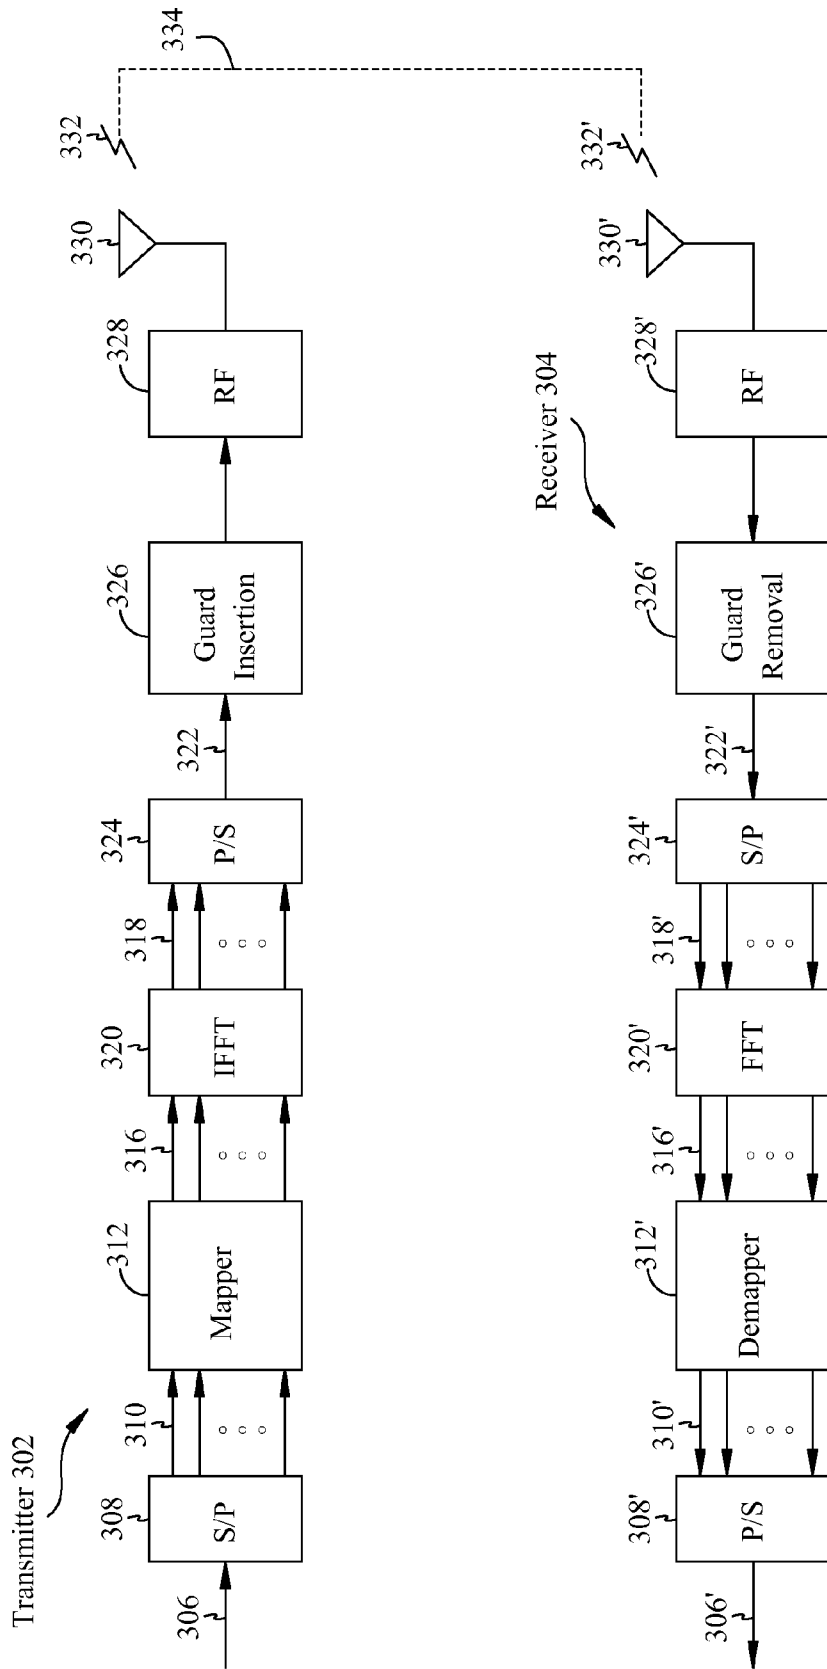 Transmitter 302
306
308
S/P
310
312
Mapper
316
320
IFFT
318
324
P/S
322
326
Guard
Insertion
328
RF
330
332
334
Receiver 304
306'
308'
P/S
310'
312'
Demapper
316'
320'
FFT
318'
324'
S/P
322'
326'
Guard
Removal
328'
RF
330'
332'